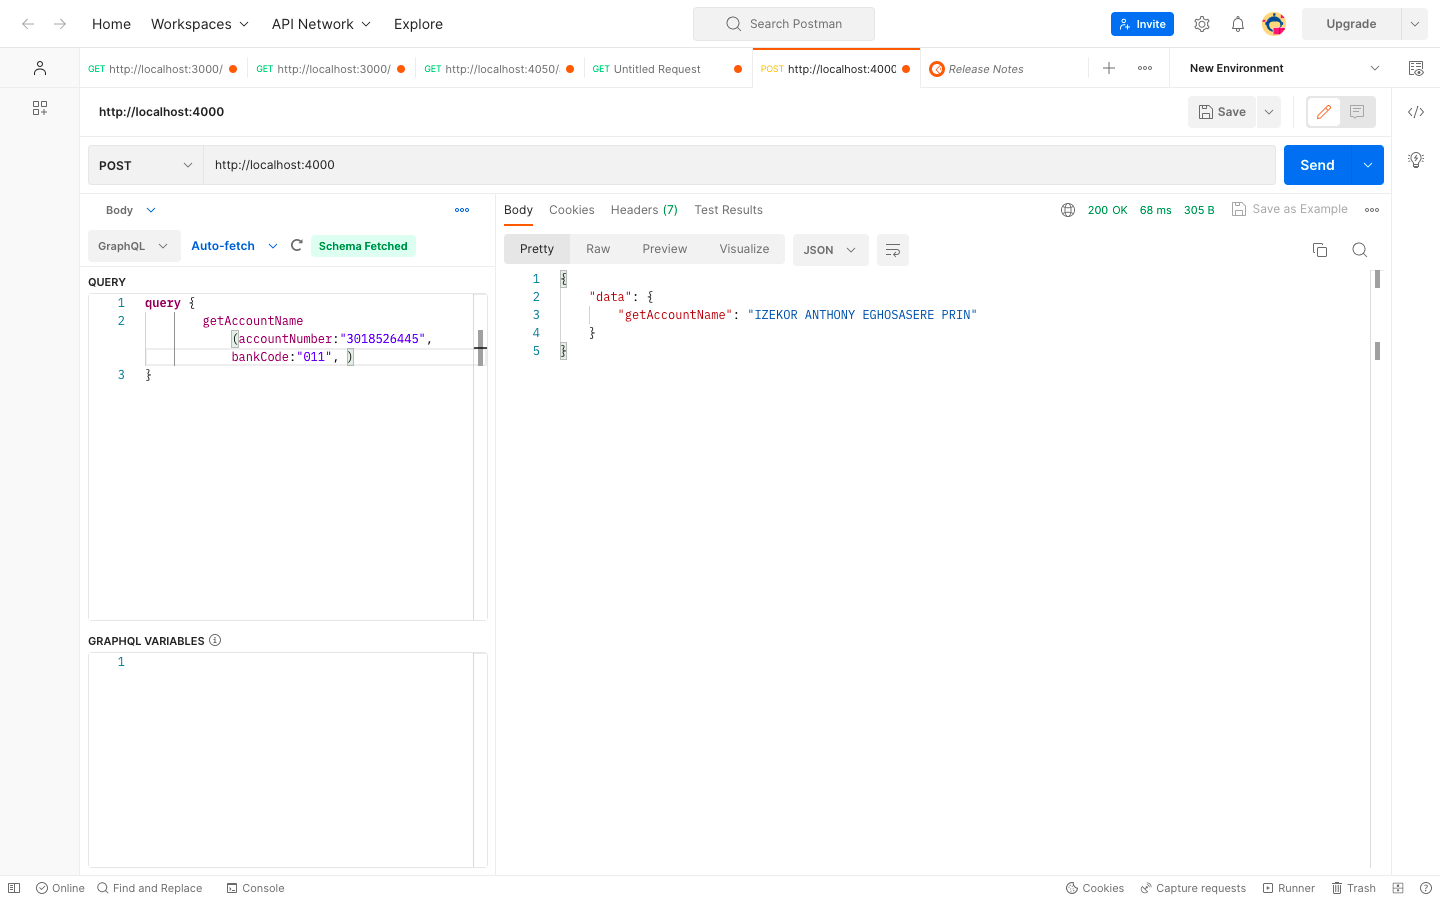 Home Workspaces API Network Explore Search Postman Invite Upgrade
GET http://localhost:3000/ GET http://localhost:3000/ GET http://localhost:4050/ GET Untitled Request POST http://localhost:4000 Release Notes New Environment
http://localhost:4000 Save
POST http://localhost:4000 Send
Body
GraphQL Auto-fetch Schema Fetched
QUERY
1 query {
2 getAccountName
(accountNumber:"3018526445",
bankCode:"011", )
3 }
GRAPHQL VARIABLES
1
Body Cookies Headers (7) Test Results 200 OK 68 ms 305 B Save as Example
Pretty Raw Preview Visualize JSON
1 {
2 "data": {
3 "getAccountName": "IZEKOR ANTHONY EGHOSASERE PRIN"
4 }
5 }
Online Find and Replace Console Cookies Capture requests Runner Trash